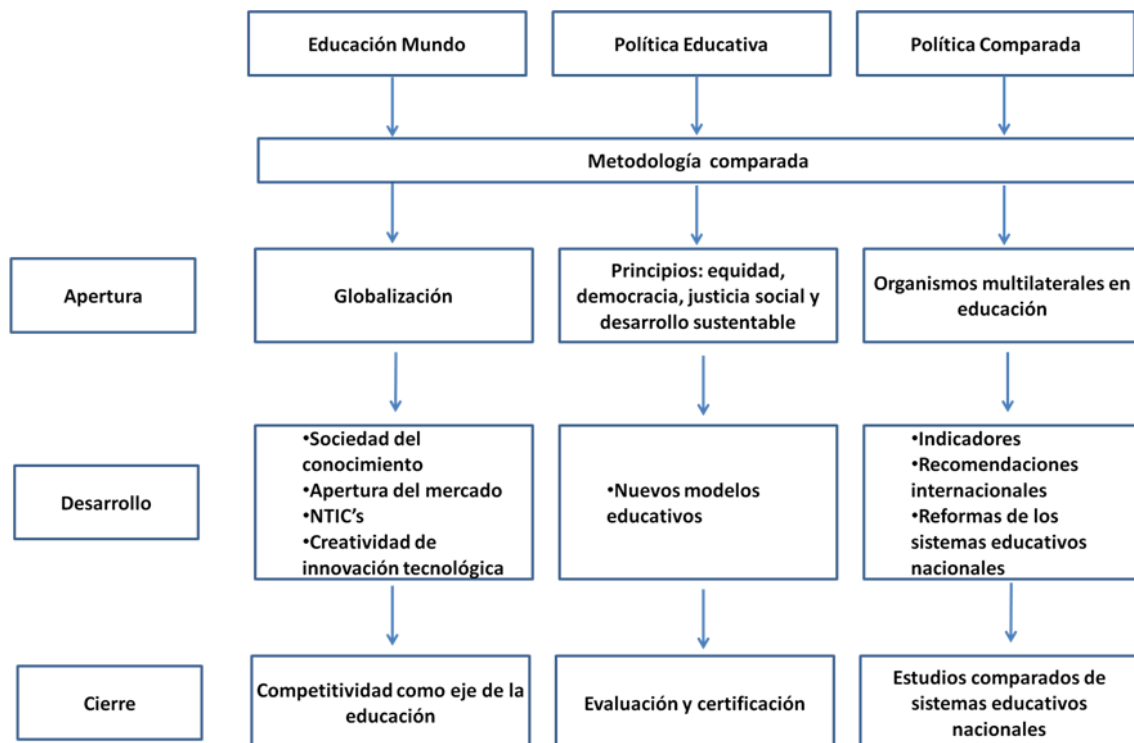 Educación Mundo
Política Educativa
Política Comparada
Metodología comparada
Apertura
Globalización
Principios: equidad,
democracia, justicia social y
desarrollo sustentable
Organismos multilaterales en
educación
Desarrollo
•Sociedad del
conocimiento
•Apertura del mercado
•NTIC’s
•Creatividad de
innovación tecnológica
•Nuevos modelos
educativos
•Indicadores
•Recomendaciones
internacionales
•Reformas de los
sistemas educativos
nacionales
Cierre
Competitividad como eje de la
educación
Evaluación y certificación
Estudios comparados de
sistemas educativos
nacionales